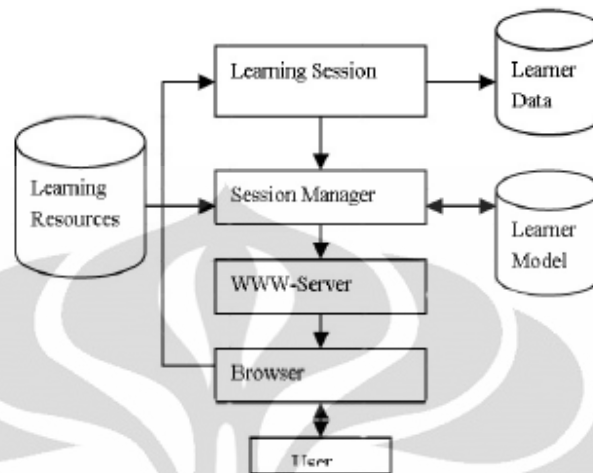 Learning Session
Learner
Data
Learning
Resources
Session Manager
Learner
Model
WWW-Server
Browser
User